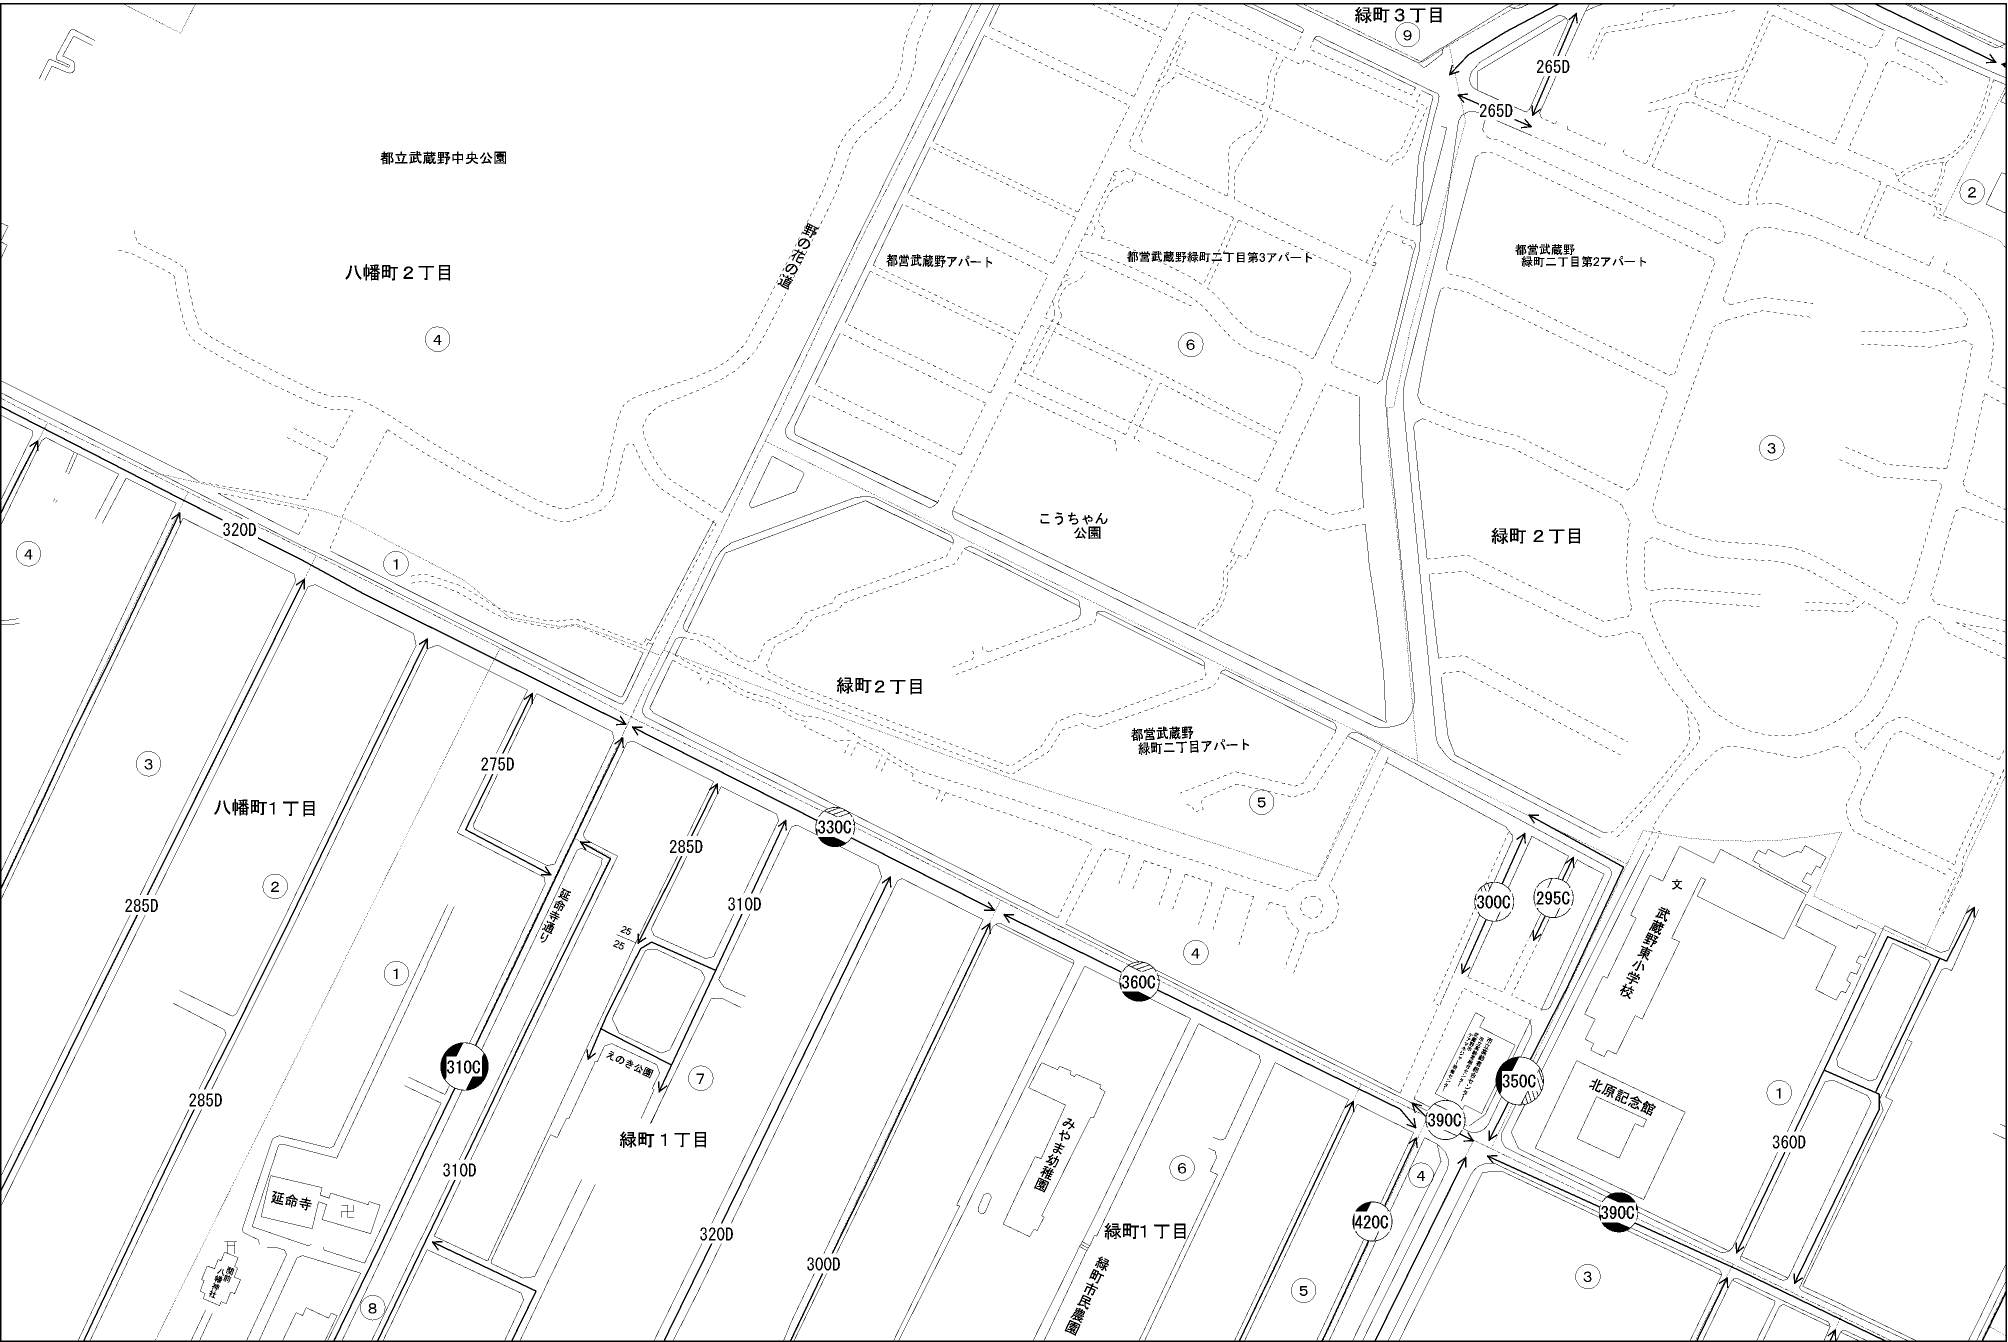 緑町３丁目
9
265D
265D
都立武蔵野中央公園
2
野の花の道
都営武蔵野アパート
都営武蔵野緑町二丁目第3アパート
都営武蔵野
緑町二丁目第2アパート
八幡町２丁目
4
6
3
320D
こうちゃん
公園
緑町２丁目
4
1
緑町２丁目
都営武蔵野
緑町二丁目アパート
3
275D
5
八幡町１丁目
330C
285D
2
285D
310D
300C
295C
文
武蔵野東小学校
延命寺通り
25
25
4
1
360C
310C
えのき公園
7
350C
北原記念館
1
285D
390C
緑町１丁目
みやま幼稚園
360D
310D
6
4
延命寺
卍
420C
390C
320D
緑町１丁目
300D
緑町市民農園
関前
八幡神社
8
5
3